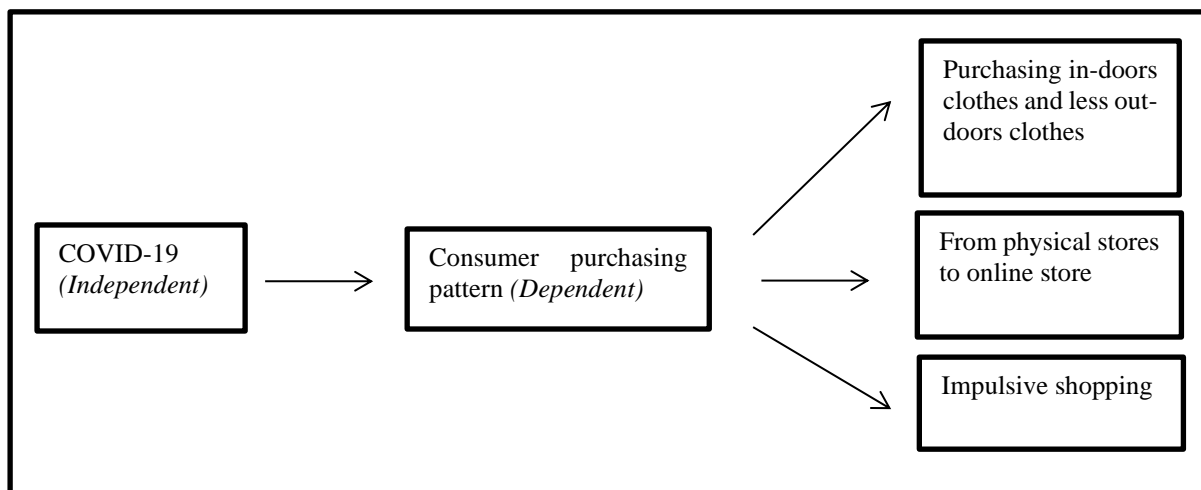 COVID-19
(Independent)
Consumer purchasing
pattern (Dependent)
Purchasing in-doors
clothes and less out-
doors clothes
From physical stores
to online store
Impulsive shopping